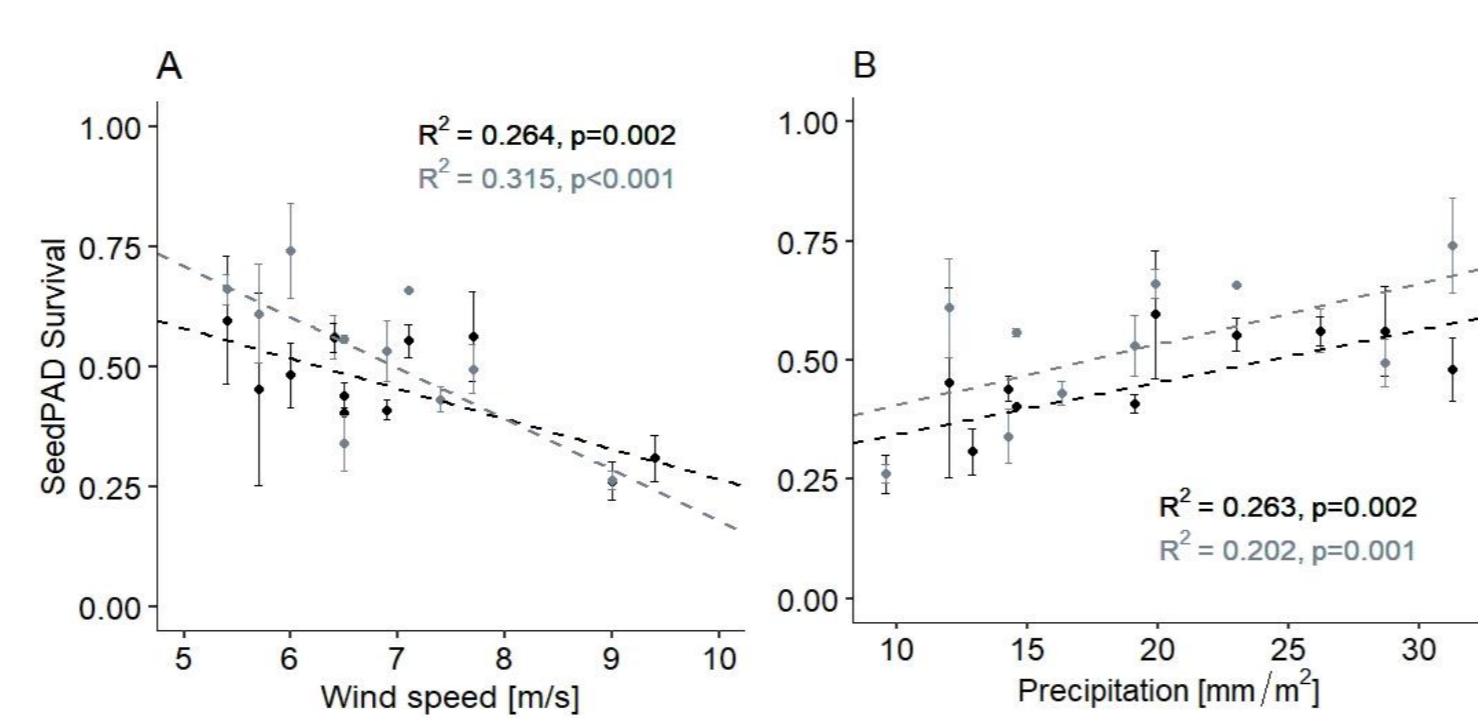 A
R² = 0.264, p=0.002
R² = 0.315, p<0.001
SeedPAD Survival
1.00
0.75
0.50
0.25
0.00
5 6 7 8 9 10
Wind speed [m/s]
B
1.00
0.75
0.50
0.25
0.00
R² = 0.263, p=0.002
R² = 0.202, p=0.001
10 15 20 25 30
Precipitation [mm/m²]